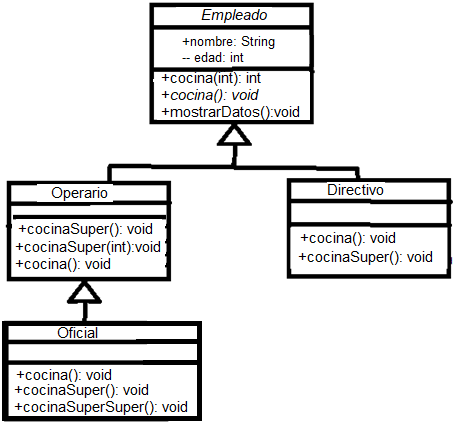 Empleado
+nombre: String
-- edad: int
+cocina(int): int
+cocina(): void
+mostrarDatos():void
Operario
+cocinaSuper(): void
+cocinaSuper(int):void
+cocina(): void
Directivo
+cocina(): void
+cocinaSuper(): void
Oficial
+cocina(): void
+cocinaSuper(): void
+cocinaSuperSuper(): void